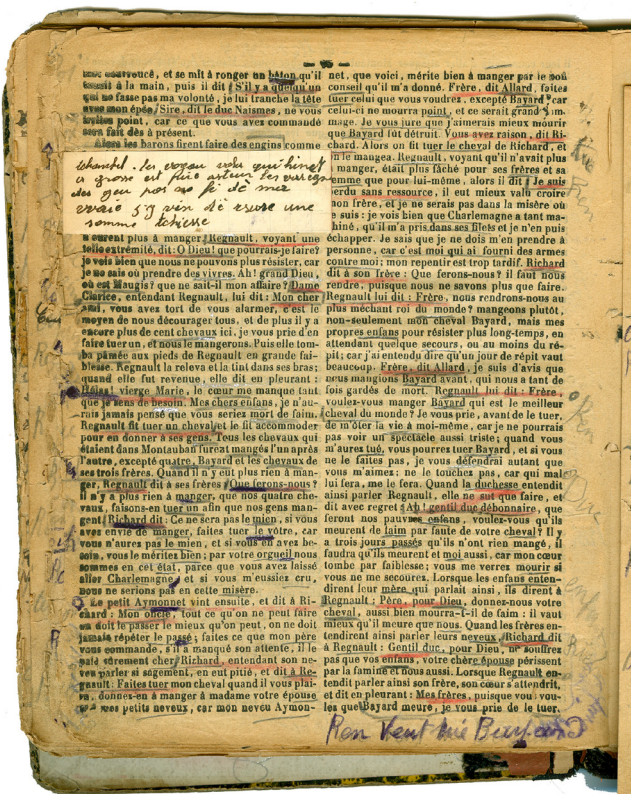 me courroucé, et se mit à ronger un bâton qu'il
tenait à la main, puis il dit : S'il y a quelqu'un
qui ne fasse pas ma volonté, je lui tranche la tête
avec mon épée. Sire, dit le duc Naismes, ne vous
point, car ce que vous avez commandé
sera fait dès à présent.
Alors les barons firent faire des engins comme
n'eurent plus à manger. Regnault, voyant une
telle extrémité, dit : O Dieu! que pourrais-je faire?
je vois bien que nous ne pouvons plus résister, car
je ne sais où prendre des vivres. Ah! grand Dieu,
où est Maugis? que ne sait-il mon affaire? Dame
Clarice, entendant Regnault, lui dit : Mon cher
ami, vous avez tort de vous alarmer, c'est le
moyen de nous décourager tous, et de plus il y a
encore plus de cent chevaux ici, je vous prie d'en
faire tuer un, et nous le mangerons. Puis elle tom-
ba pâmée aux pieds de Regnault en grande fai-
blesse. Regnault la releva et la tint dans ses bras;
quand elle fut revenue, elle dit en pleurant :
Hélas! vierge Marie, le cœur me manque tant
que je sens de besoin. Mes chers enfans, je n'au-
rais jamais pensé que vous seriez mort de faim.
Regnault fit tuer un cheval et le fit accommoder
pour en donner à ses gens. Tous les chevaux qui
étaient dans Montauban furent mangés l'un après
l'autre, excepté quatre, Bayard et les chevaux de
ses trois frères. Quand il n'y eut plus rien à man-
ger, Regnault dit à ses frères : Que ferons-nous?
il n'y a plus rien à manger, que nos quatre che-
vaux, faisons-en tuer un afin que nos gens man-
gent. Richard dit : Ce ne sera pas le mien, si vous
avez envie de manger, faites tuer le vôtre, car
vous n'aurez pas le mien, et si vous en avez be-
soin, vous le méritez bien; par votre orgueil nous
sommes en cet état, parce que vous avez laissé
aller Charlemagne, et si vous m'eussiez cru,
nous ne serions pas en cette misère.
Le petit Aymonnet vint ensuite, et dit à Ri-
chard : Mon oncle, tout ce qu'on ne peut faire
on doit le passer le mieux qu'on peut, on ne doit
jamais répéter le passé; faites ce que mon père
vous commande, s'il a manqué son attente, il le
paie sûrement cher. Richard, entendant son ne-
veu parler si sagement, en eut pitié, et dit à Re-
gnault : Faites tuer mon cheval quand il vous plai-
ra, donnez-en à manger à madame votre épouse
et à mes petits neveux, car mon neveu Aymon-
net, que voici, mérite bien à manger par le bon
conseil qu'il m'a donné. Frère, dit Allard, faites
tuer celui que vous voudrez, excepté Bayard, car
celui-ci ne mourra point, et ce serait grand dom-
mage. Je vous jure que j'aimerais mieux mourir
que Bayard fût détruit. Vous avez raison, dit Ri-
chard. Alors on fit tuer le cheval de Richard, et
on le mangea. Regnault, voyant qu'il n'avait plus
à manger, était plus fâché pour ses frères et sa
femme que pour lui-même, alors il dit : Je suis
perdu sans ressource, il eut mieux valu croire
mon frère, et je ne serais pas dans la misère où
je suis : je vois bien que Charlemagne a tant ma-
chiné, qu'il m'a pris dans ses filets et je n'en puis
échapper. Je sais que je ne dois m'en prendre à
personne, car c'est moi qui ai fourni des armes
contre moi; mon repentir est trop tardif. Richard
dit à son frère : Que ferons-nous? il faut nous
rendre, puisque nous ne savons plus que faire.
Regnault lui dit : Frère, nous rendrons-nous au
plus méchant roi du monde? mangeons plutôt,
non-seulement mon cheval Bayard, mais mes
propres enfans pour résister plus long-temps, en
attendant quelque secours, ou au moins du ré-
pit; car j'ai entendu dire qu'un jour de répit vaut
beaucoup. Frère, dit Allard, je suis d'avis que
nous mangions Bayard avant, qui nous a tant de
fois gardés de mort. Regnault lui dit : Frère,
voulez-vous manger Bayard qui est le meilleur
cheval du monde? Je vous prie, avant de le tuer,
de m'ôter la vie à moi-même, car je ne pourrais
pas voir un spectacle aussi triste; quand vous
m'aurez tué, vous pourrez tuer Bayard, et si vous
ne le faites pas, je vous défendrai autant que
vous m'aimez : ne le touchez pas, car qui mal
lui fera, me le fera. Quand la duchesse entendit
ainsi parler Regnault, elle ne sut que faire, et
dit avec regret : Ah! gentil duc débonnaire, que
feront nos pauvres enfans, voulez-vous qu'ils
meurent de faim par faute de votre cheval? Il y
a trois jours passés qu'ils n'ont rien mangé, il
faudra qu'ils meurent et moi aussi, car mon cœur
tombe par faiblesse; vous me verrez mourir si
vous ne me secourez. Lorsque les enfans enten-
dirent leur mère, qui parlait ainsi, ils dirent à
Regnault : Père, pour Dieu, donnez-nous votre
cheval, aussi bien mourra-t-il de faim : il vaut
mieux qu'il meure que nous. Quand les frères en-
tendirent ainsi parler leurs neveux, Richard dit
à Regnault : Gentil duc, pour Dieu, ne souffrez
pas que vos enfans, votre chère épouse périssent
par la famine et nous aussi. Lorsque Regnault en-
tendit parler ainsi son frère, son cœur s'attendrit,
et dit en pleurant : Mes frères, puisque vous vou-
lez que Bayard meure, je vous prie de le tuer.